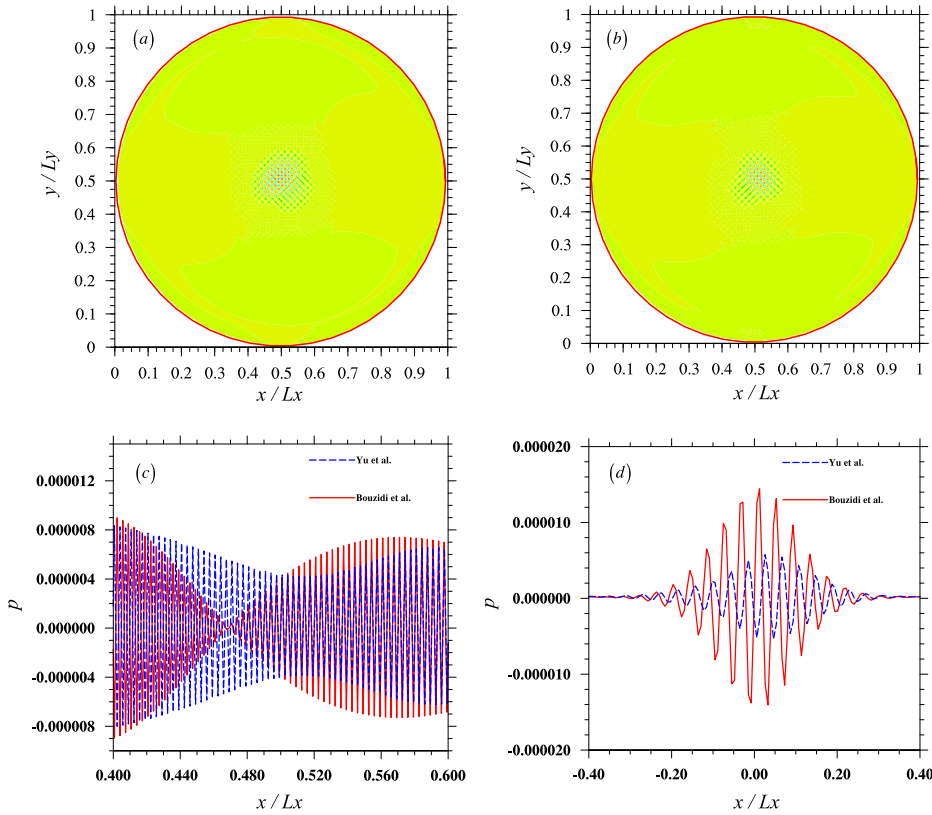 (a)
1
0.9
0.8
0.7
0.6
0.5
0.4
0.3
0.2
0.1
0
y / Ly
0 0.1 0.2 0.3 0.4 0.5 0.6 0.7 0.8 0.9 1
x / Lx
(b)
1
0.9
0.8
0.7
0.6
0.5
0.4
0.3
0.2
0.1
0
y / Ly
0 0.1 0.2 0.3 0.4 0.5 0.6 0.7 0.8 0.9 1
x / Lx
(c)
Yu et al.
Bouzidi et al.
0.000012
0.000008
0.000004
0.000000
-0.000004
-0.000008
p
0.400 0.440 0.480 0.520 0.560 0.600
x / Lx
(d)
Yu et al.
Bouzidi et al.
0.000020
0.000010
0.000000
-0.000010
-0.000020
p
-0.40 -0.20 0.00 0.20 0.40
x / Lx